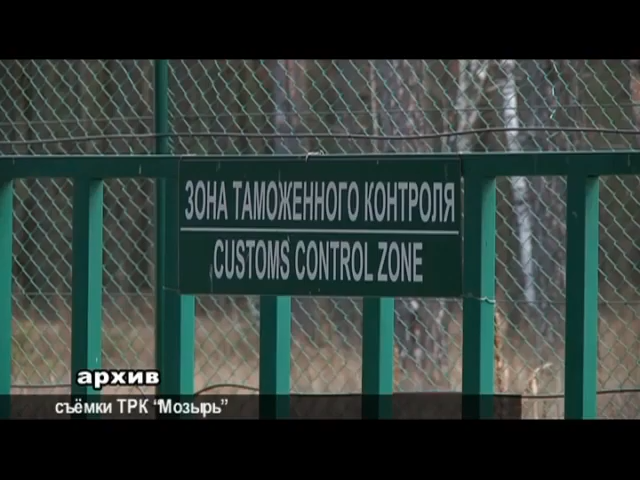 ЗОНА ТАМОЖЕННОГО КОНТРОЛЯ
CUSTOMS CONTROL ZONE
архив
съёмки ТРК “Мозырь”